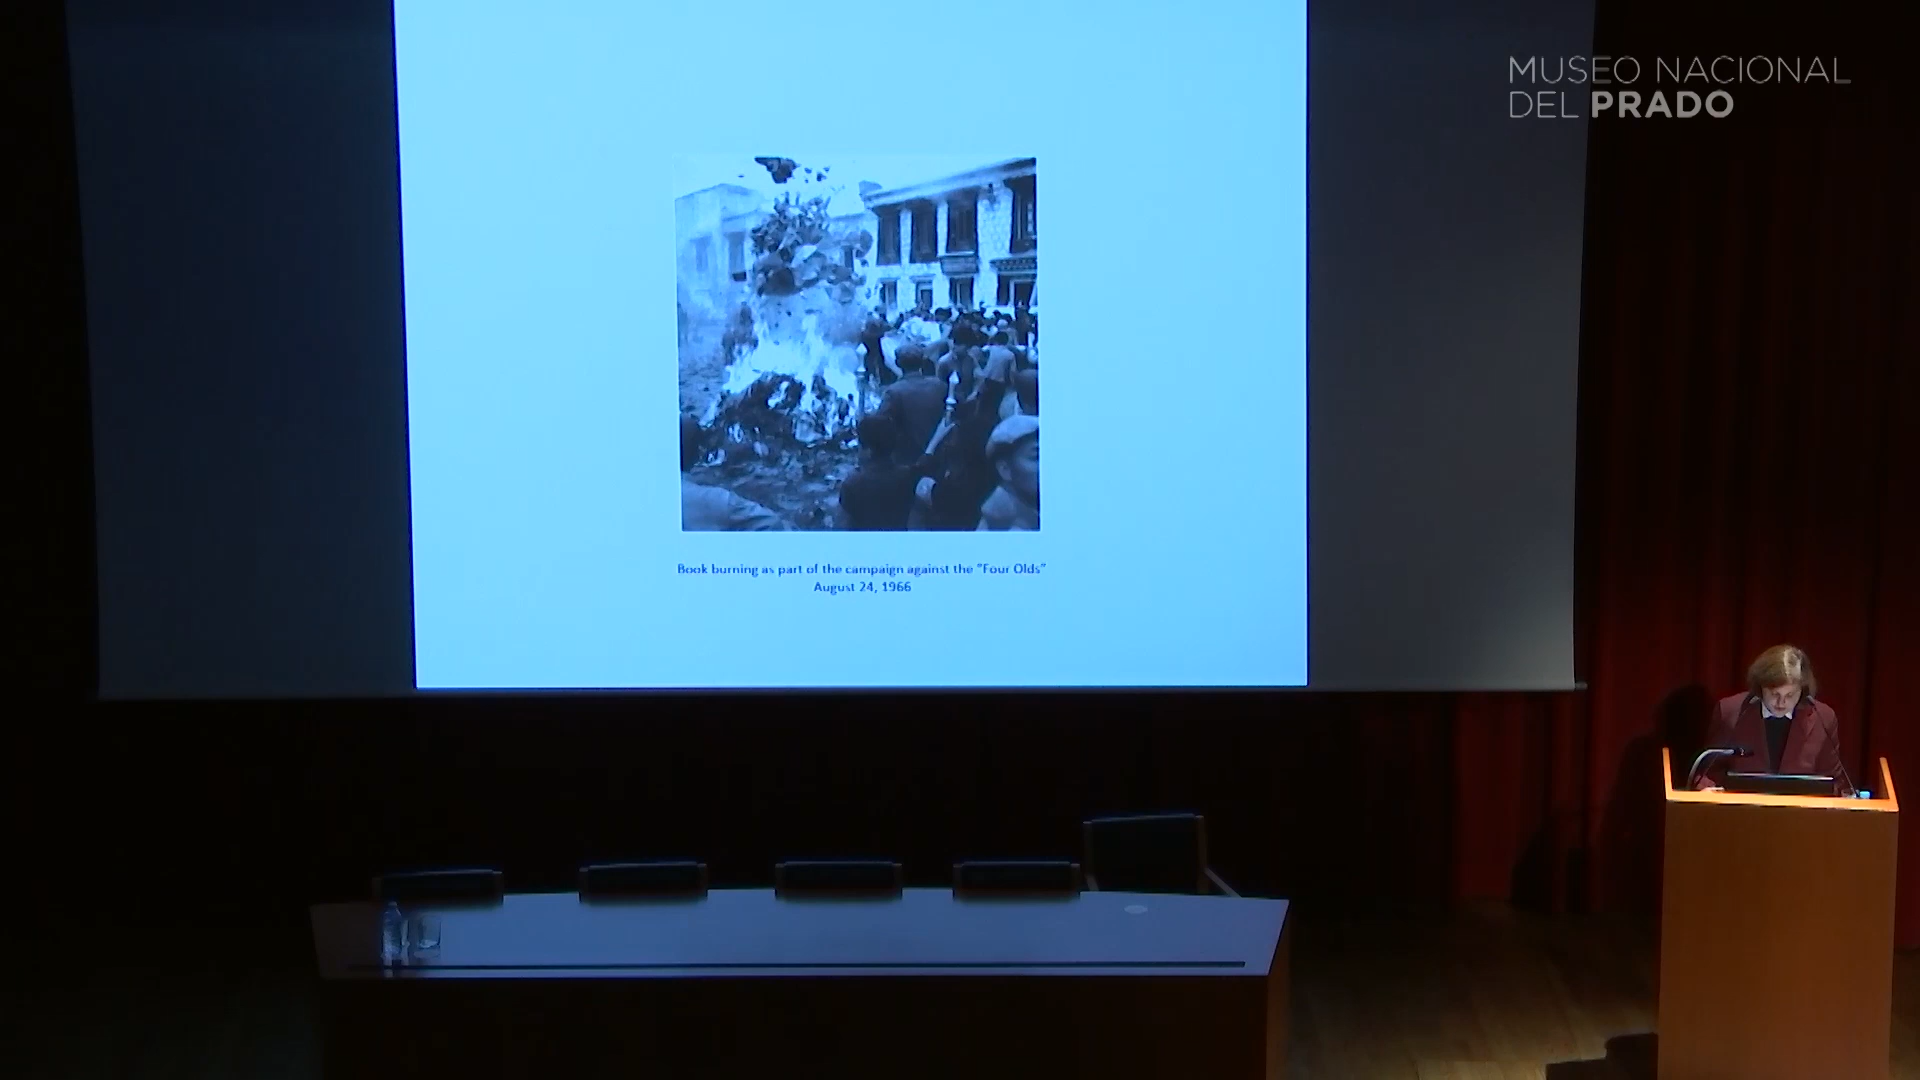 MUSEO NACIONAL
DEL PRADO
Book burning as part of the campaign against the "Four Olds"
August 24, 1966